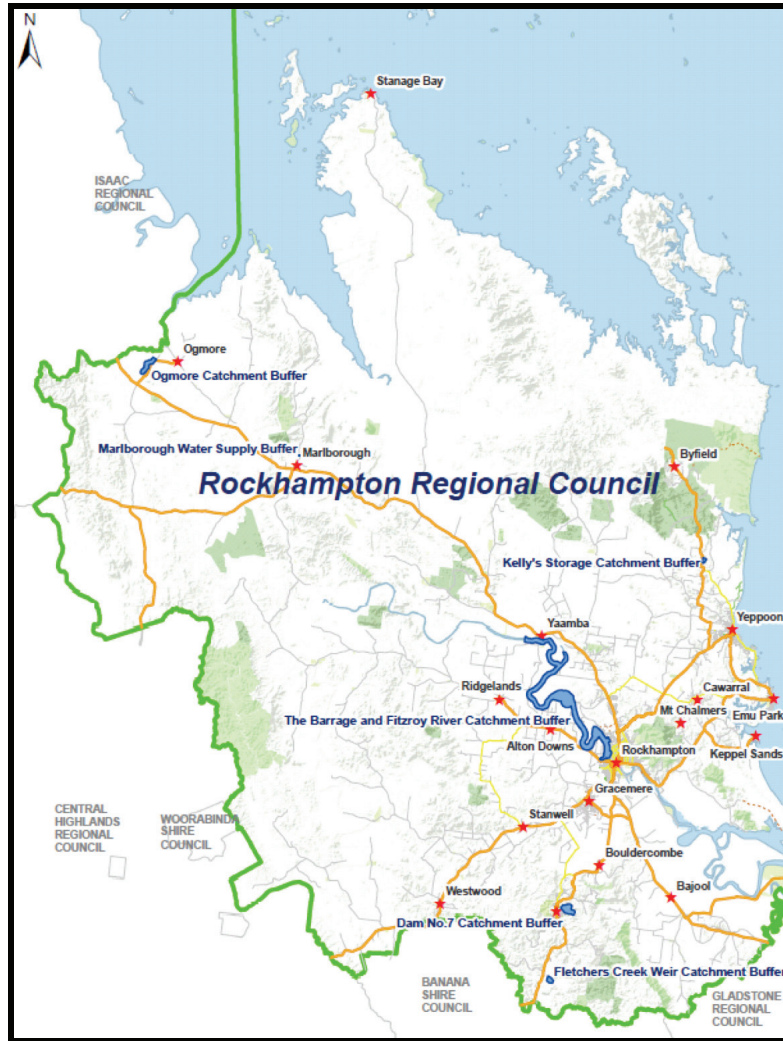 N
Stanage Bay
ISAAC
REGIONAL
COUNCIL
Ogmore
Ogmore Catchment Buffer
Marlborough Water Supply Buffer
Marlborough
Byfield
Rockhampton Regional Council
Kelly's Storage Catchment Buffer
Yeppoon
Yaamba
Ridgelands
Cawarral
Mt Chalmers
Emu Park
The Barrage and Fitzroy River Catchment Buffer
Alton Downs
Rockhampton
Keppel Sands
Gracemere
CENTRAL
HIGHLANDS
REGIONAL
COUNCIL
WOORABINDA
SHIRE
COUNCIL
Stanwell
Bouldercombe
Westwood
Bajool
Dam No.7 Catchment Buffer
Fletchers Creek Weir Catchment Buffer
BANANA
SHIRE
COUNCIL
GLADSTONE
REGIONAL
COUNCIL